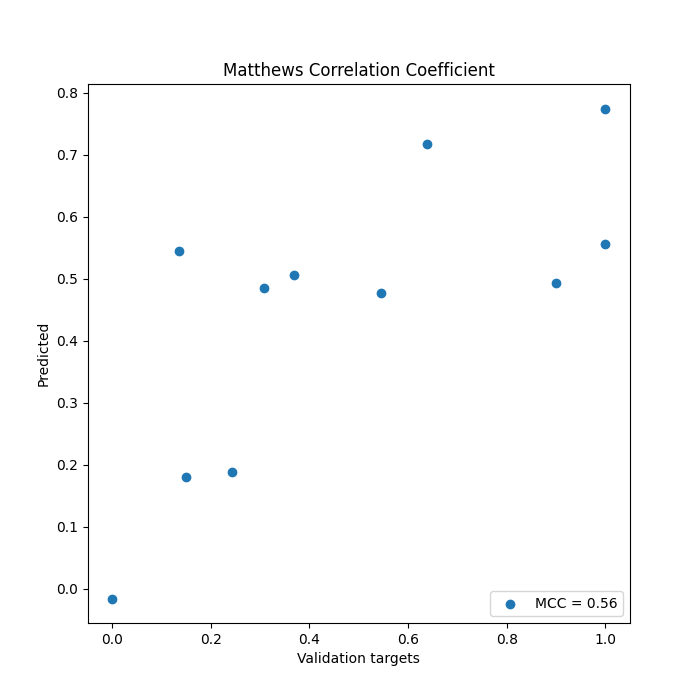 Matthews Correlation Coefficient
0.8
0.7
0.6
0.5
0.4
0.3
0.2
0.1
0.0
Predicted
MCC = 0.56
0.0 0.2 0.4 0.6 0.8 1.0
Validation targets